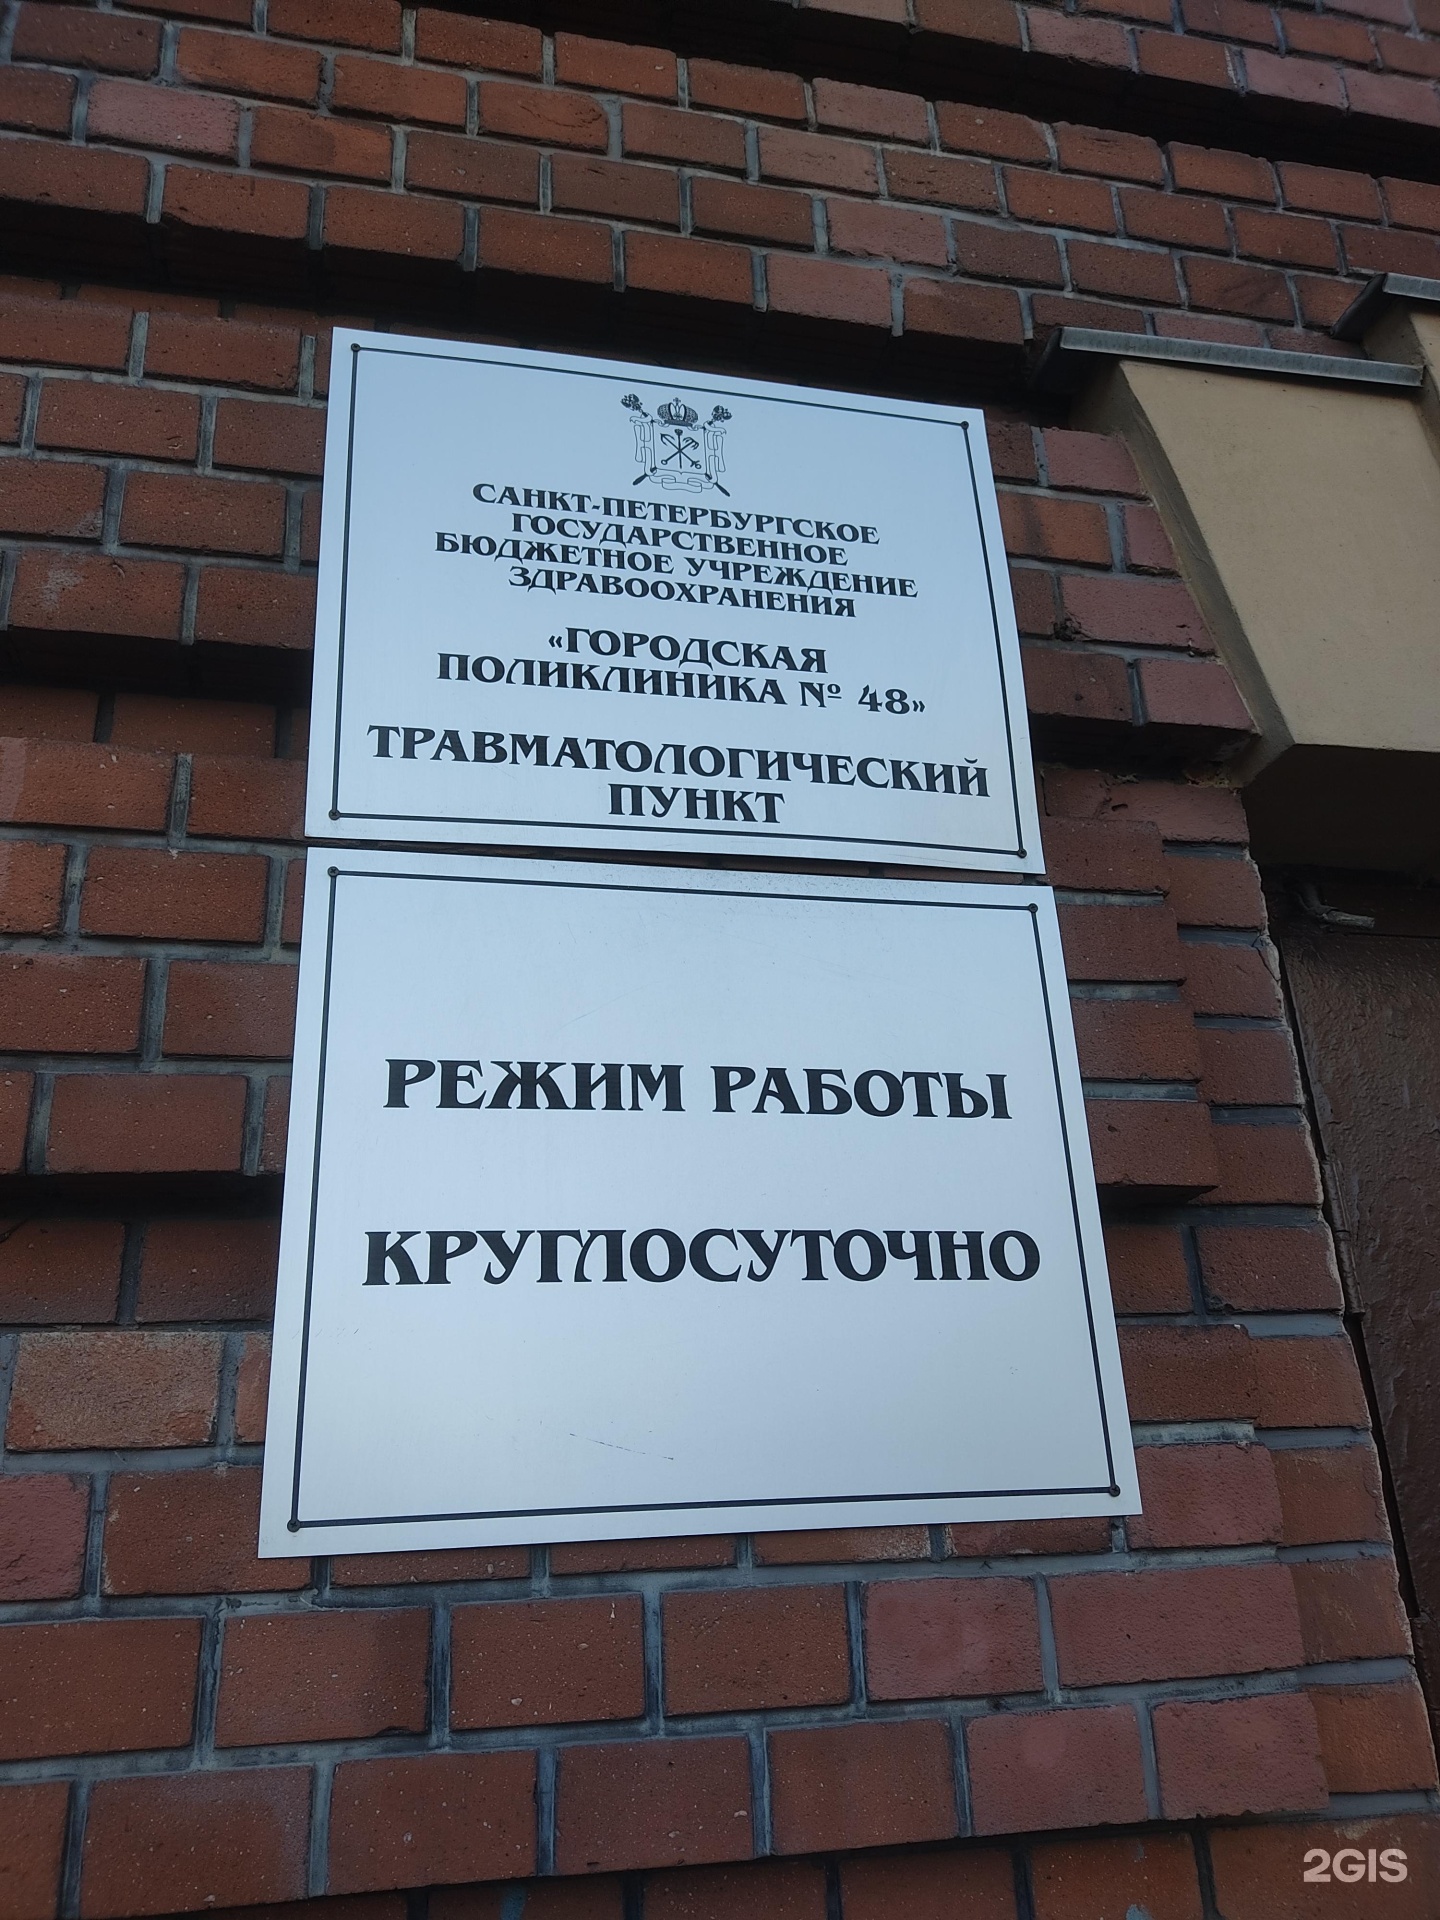 САНКТ-ПЕТЕРБУРГСКОЕ
ГОСУДАРСТВЕННОЕ
БЮДЖЕТНОЕ УЧРЕЖДЕНИЕ
ЗДРАВООХРАНЕНИЯ
«ГОРОДСКАЯ
ПОЛИКЛИНИКА № 48»
ТРАВМАТОЛОГИЧЕСКИЙ
ПУНКТ
РЕЖИМ РАБОТЫ
КРУГЛОСУТОЧНО
2GIS